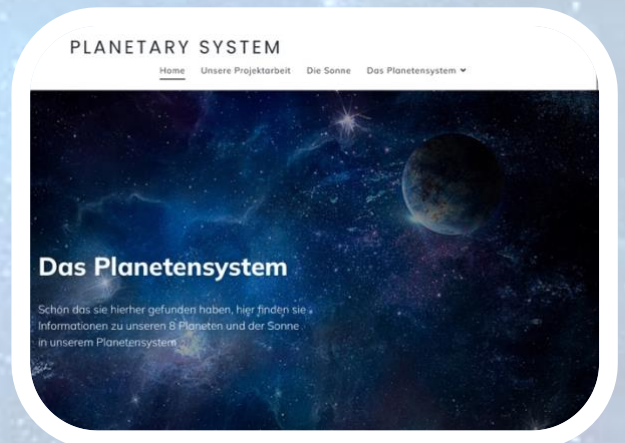 PLANETARY SYSTEM
Home Unsere Projektarbeit Die Sonne Das Planetensystem
Das Planetensystem
Schön das sie hierher gefunden haben, hier finden sie
Informationen zu unseren 8 Planeten und der Sonne
in unserem Planetensystem